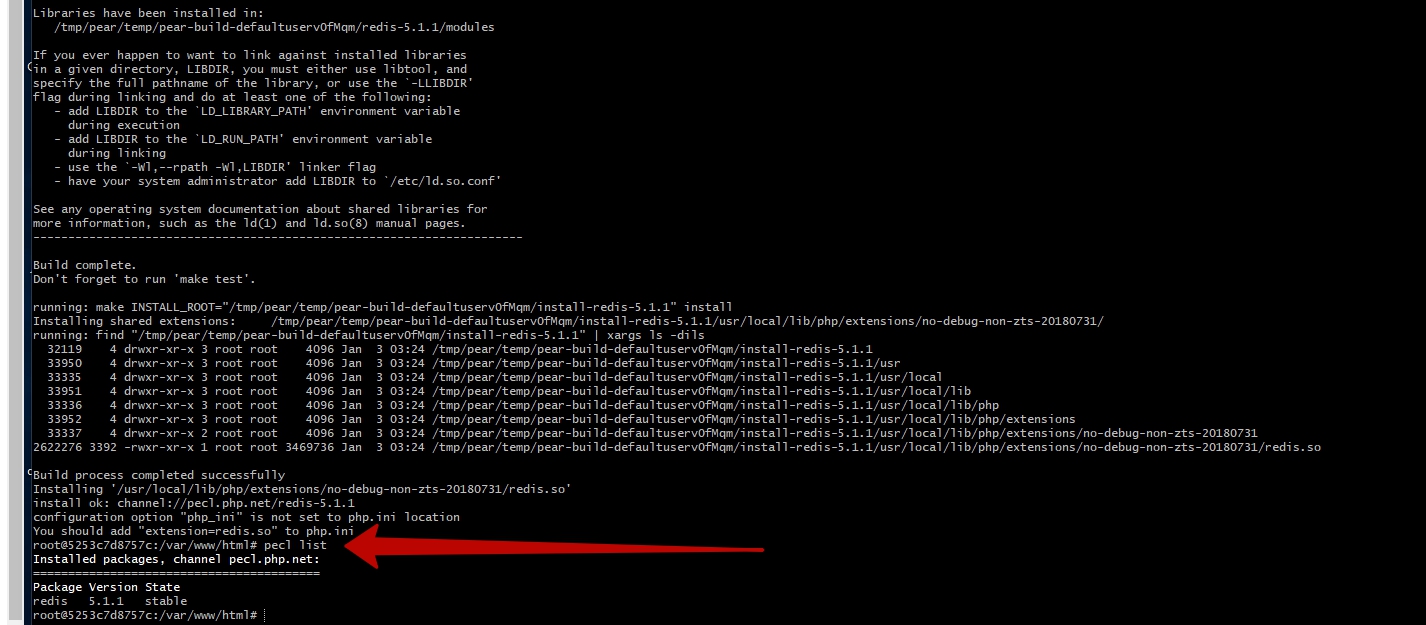 Libraries have been installed in:
   /tmp/pear/temp/pear-build-defaultuserv0fMqm/redis-5.1.1/modules

If you ever happen to want to link against installed libraries
in a given directory, LIBDIR, you must either use libtool, and
specify the full pathname of the library, or use the `-LLIBDIR'
flag during linking and do at least one of the following:
   - add LIBDIR to the `LD_LIBRARY_PATH' environment variable
     during execution
   - add LIBDIR to the `LD_RUN_PATH' environment variable
     during linking
   - use the `-Wl,--rpath -Wl,LIBDIR' linker flag
   - have your system administrator add LIBDIR to `/etc/ld.so.conf'

See any operating system documentation about shared libraries for
more information, such as the ld(1) and ld.so(8) manual pages.
----------------------------------------------------------------------

Build complete.
Don't forget to run 'make test'.

running: make INSTALL_ROOT="/tmp/pear/temp/pear-build-defaultuserv0fMqm/install-redis-5.1.1" install
Installing shared extensions:     /tmp/pear/temp/pear-build-defaultuserv0fMqm/install-redis-5.1.1/usr/local/lib/php/extensions/no-debug-non-zts-20180731/
running: find "/tmp/pear/temp/pear-build-defaultuserv0fMqm/install-redis-5.1.1" | xargs ls -dils
  32119    4 drwxr-xr-x 3 root root    4096 Jan  3 03:24 /tmp/pear/temp/pear-build-defaultuserv0fMqm/install-redis-5.1.1
  33950    4 drwxr-xr-x 3 root root    4096 Jan  3 03:24 /tmp/pear/temp/pear-build-defaultuserv0fMqm/install-redis-5.1.1/usr
  33335    4 drwxr-xr-x 3 root root    4096 Jan  3 03:24 /tmp/pear/temp/pear-build-defaultuserv0fMqm/install-redis-5.1.1/usr/local
  33951    4 drwxr-xr-x 3 root root    4096 Jan  3 03:24 /tmp/pear/temp/pear-build-defaultuserv0fMqm/install-redis-5.1.1/usr/local/lib
  33336    4 drwxr-xr-x 3 root root    4096 Jan  3 03:24 /tmp/pear/temp/pear-build-defaultuserv0fMqm/install-redis-5.1.1/usr/local/lib/php
  33952    4 drwxr-xr-x 3 root root    4096 Jan  3 03:24 /tmp/pear/temp/pear-build-defaultuserv0fMqm/install-redis-5.1.1/usr/local/lib/php/extensions
  33337    4 drwxr-xr-x 2 root root    4096 Jan  3 03:24 /tmp/pear/temp/pear-build-defaultuserv0fMqm/install-redis-5.1.1/usr/local/lib/php/extensions/no-debug-non-zts-20180731
2622276 3392 -rwxr-xr-x 1 root root 3469736 Jan  3 03:24 /tmp/pear/temp/pear-build-defaultuserv0fMqm/install-redis-5.1.1/usr/local/lib/php/extensions/no-debug-non-zts-20180731/redis.so

Build process completed successfully
Installing '/usr/local/lib/php/extensions/no-debug-non-zts-20180731/redis.so'
install ok: channel://pecl.php.net/redis-5.1.1
configuration option "php_ini" is not set to php.ini location
You should add "extension=redis.so" to php.ini
root@5253c7d8757c:/var/www/html# pecl list
Installed packages, channel pecl.php.net:
=========================================
Package Version State
redis   5.1.1   stable
root@5253c7d8757c:/var/www/html#